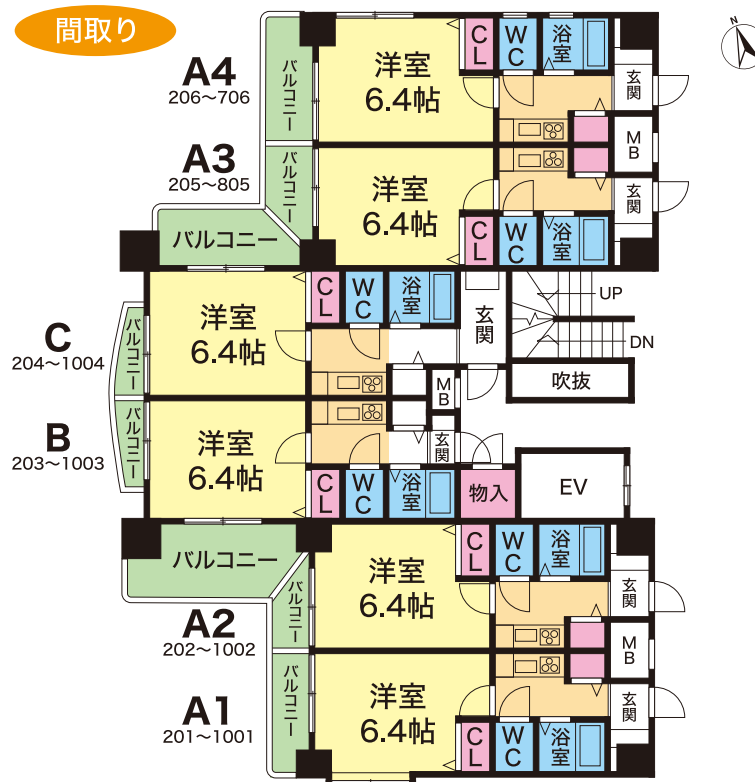 間取り
N
A4
206〜706
バルコニー
洋室
6.4帖
CL
WC
浴室
玄関
MB
A3
205〜805
バルコニー
バルコニー
洋室
6.4帖
CL
WC
浴室
玄関
C
204〜1004
バルコニー
洋室
6.4帖
CL
WC
浴室
玄関
MB
UP
DN
吹抜
B
203〜1003
バルコニー
洋室
6.4帖
CL
WC
浴室
玄関
物入
EV
バルコニー
A2
202〜1002
バルコニー
洋室
6.4帖
CL
WC
浴室
玄関
MB
A1
201〜1001
バルコニー
洋室
6.4帖
CL
WC
浴室
玄関